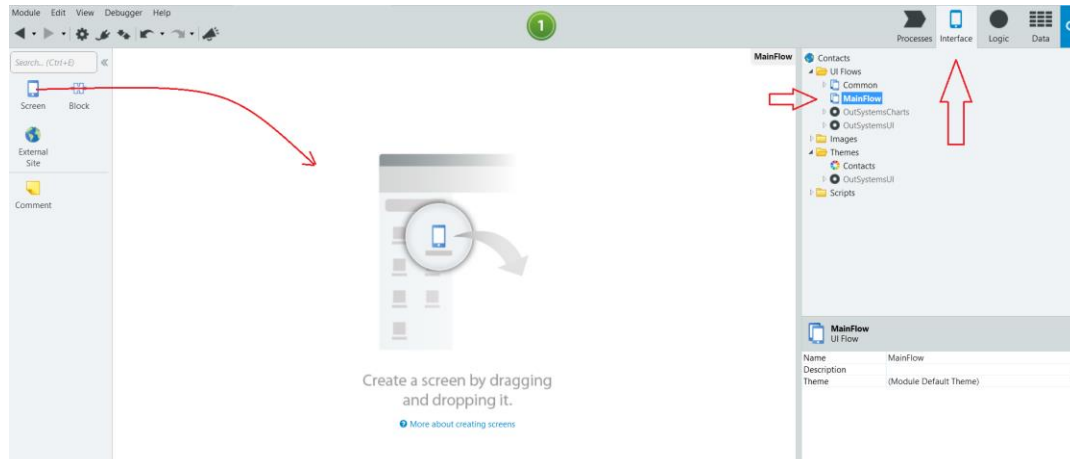 Module Edit View Debugger Help
1
Processes Interface Logic Data
Search... (Ctrl+E)
Screen Block
External
Site
Comment
MainFlow
Create a screen by dragging
and dropping it.
More about creating screens
Contacts
UI Flows
Common
MainFlow
OutSystemsCharts
OutSystemsUI
Images
Themes
Contacts
OutSystemsUI
Scripts
MainFlow
UI Flow
Name MainFlow
Description
Theme (Module Default Theme)